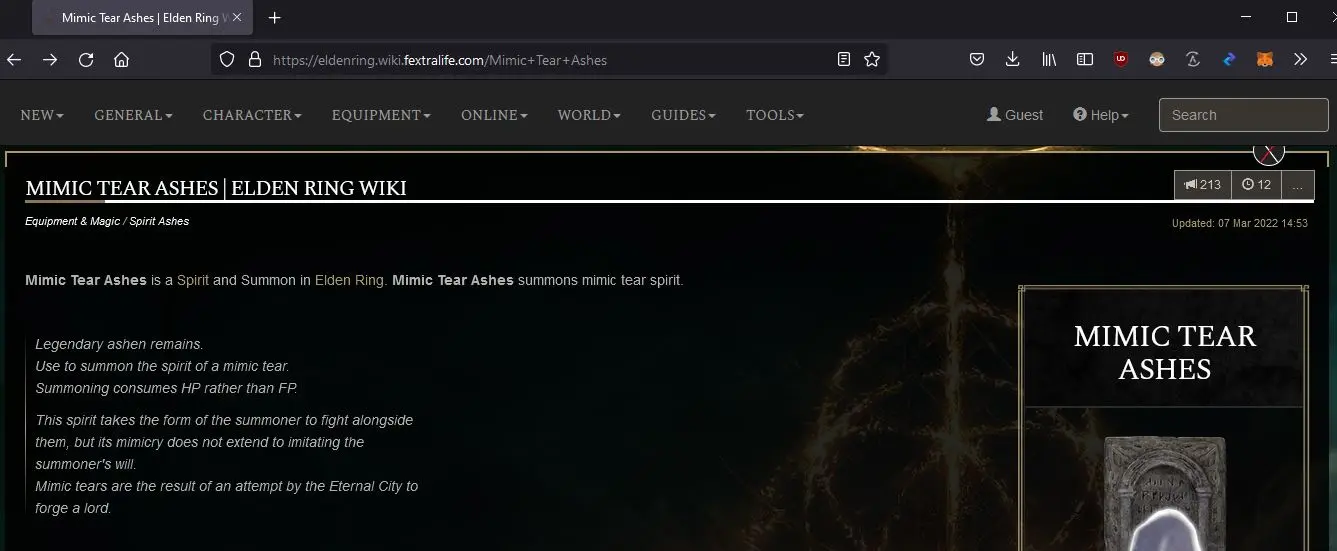 Mimic Tear Ashes | Elden Ring W
https://eldenring.wiki.fextralife.com/Mimic+Tear+Ashes
NEW GENERAL CHARACTER EQUIPMENT ONLINE WORLD GUIDES TOOLS Guest Help Search
MIMIC TEAR ASHES | ELDEN RING WIKI
213 12 ...
Equipment & Magic / Spirit Ashes
Updated: 07 Mar 2022 14:53
Mimic Tear Ashes is a Spirit and Summon in Elden Ring. Mimic Tear Ashes summons mimic tear spirit.
Legendary ashen remains.
Use to summon the spirit of a mimic tear.
Summoning consumes HP rather than FP.
This spirit takes the form of the summoner to fight alongside
them, but its mimicry does not extend to imitating the
summoner's will.
Mimic tears are the result of an attempt by the Eternal City to
forge a lord.
MIMIC TEAR
ASHES